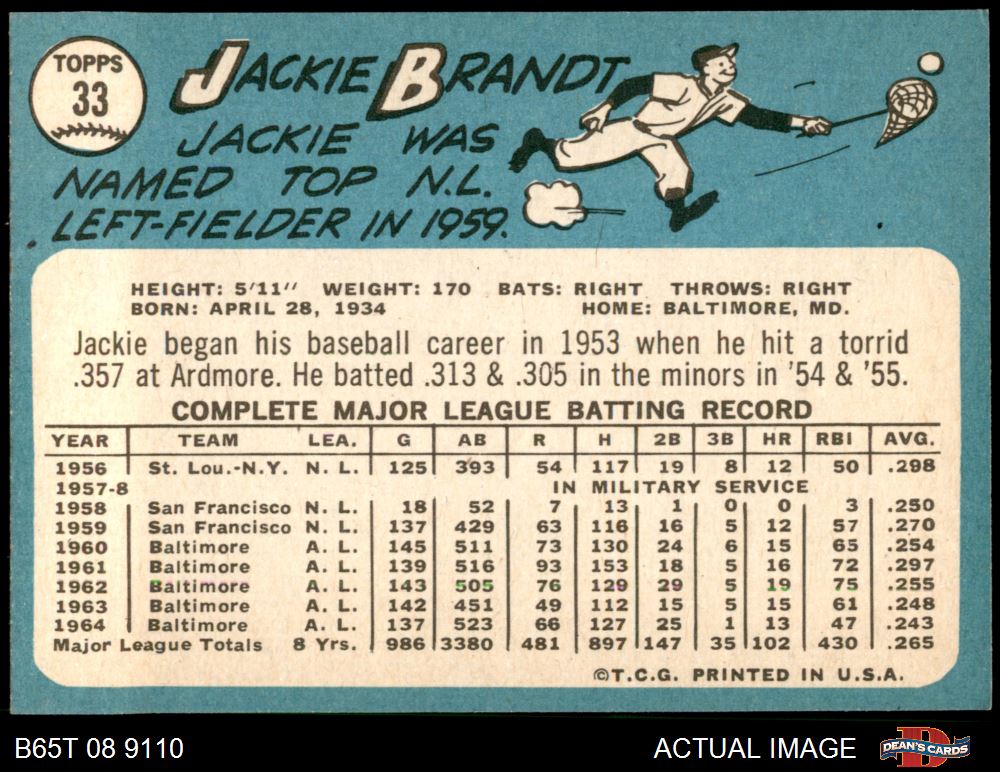 TOPPS
33
JACKIE BRANDT
JACKIE WAS
NAMED TOP N.L.
LEFT-FIELDER IN 1959.
HEIGHT: 5'11" WEIGHT: 170 BATS: RIGHT THROWS: RIGHT
BORN: APRIL 28, 1934 HOME: BALTIMORE, MD.
Jackie began his baseball career in 1953 when he hit a torrid
.357 at Ardmore. He batted .313 & .305 in the minors in '54 & '55.
COMPLETE MAJOR LEAGUE BATTING RECORD
YEAR TEAM LEA. G AB R H 2B 3B HR RBI AVG.
1956 St. Lou.-N.Y. N. L. 125 393 54 117 19 8 12 50 .298
1957-8 IN MILITARY SERVICE
1958 San Francisco N. L. 18 52 7 13 1 0 0 3 .250
1959 San Francisco N. L. 137 429 63 116 16 5 12 57 .270
1960 Baltimore A. L. 145 511 73 130 24 6 15 65 .254
1961 Baltimore A. L. 139 516 93 153 18 5 16 72 .297
1962 Baltimore A. L. 143 505 76 129 29 5 19 75 .255
1963 Baltimore A. L. 142 451 49 112 15 5 15 61 .248
1964 Baltimore A. L. 137 523 66 127 25 1 13 47 .243
Major League Totals 8 Yrs. 986 3380 481 897 147 35 102 430 .265
©T.C.G. PRINTED IN U.S.A.
B65T 08 9110 ACTUAL IMAGE DEAN'S CARDS